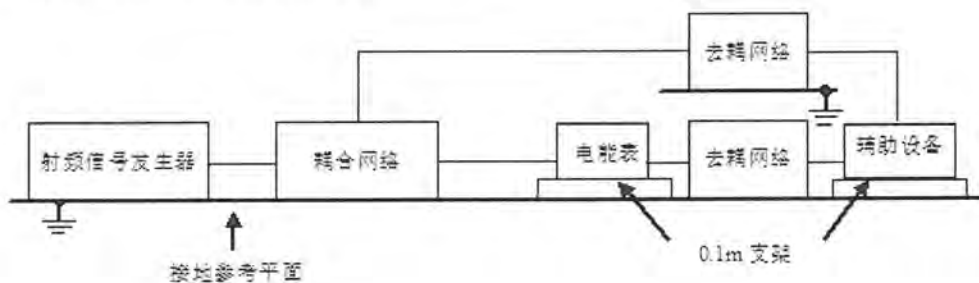 去耦网络
射频信号发生器
耦合网络
电能表
去耦网络
辅助设备
接地参考平面
0.1m 支架